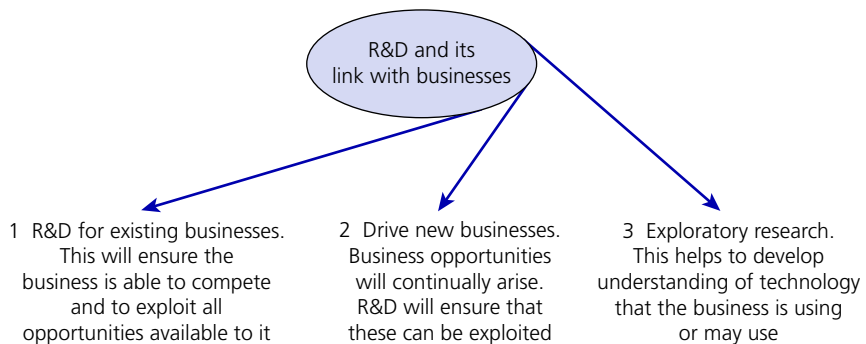 R&D and its
link with businesses
1 R&D for existing businesses.
This will ensure the
business is able to compete
and to exploit all
opportunities available to it
2 Drive new businesses.
Business opportunities
will continually arise.
R&D will ensure that
these can be exploited
3 Exploratory research.
This helps to develop
understanding of technology
that the business is using
or may use